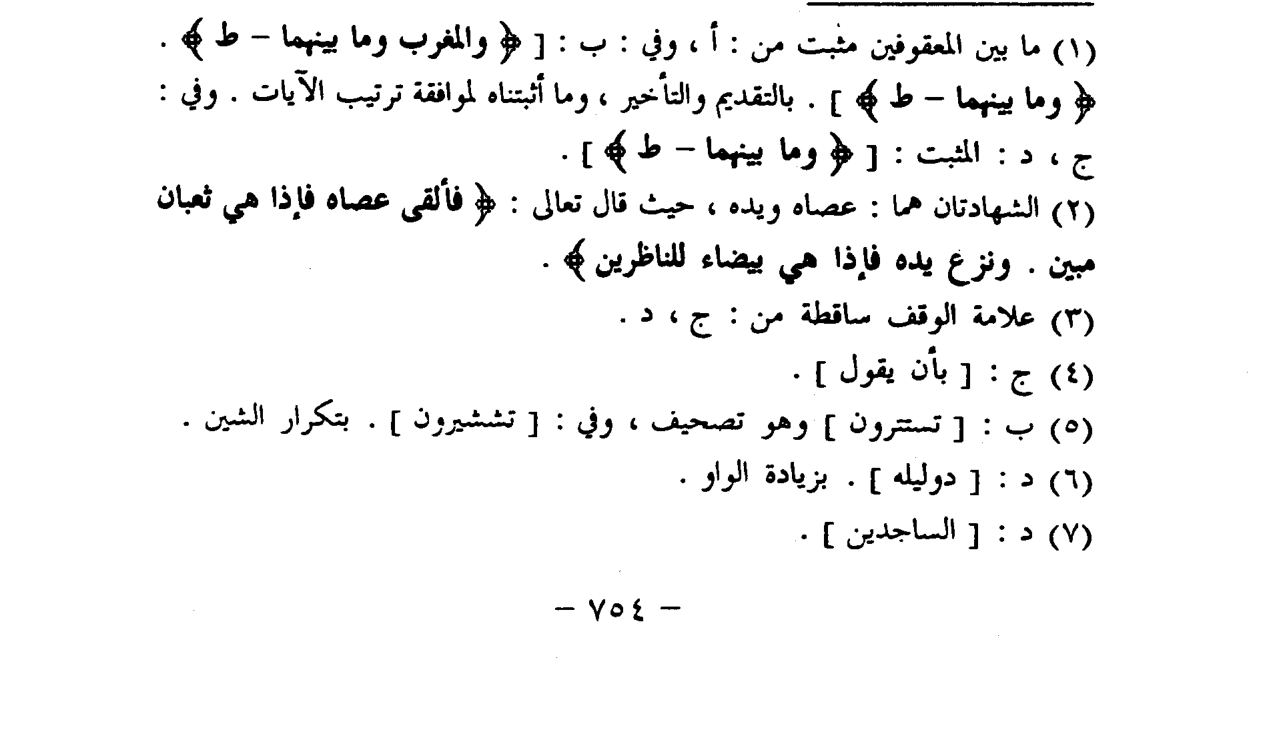 (١) ما بين المعقوفين مثبت من : أ ، وفي : ب : [ ﴿ والمغرب وما بينهما – ط ﴾ .
﴿ وما بينهما – ط ﴾ ] . بالتقديم والتأخير ، وما أثبتناه لموافقة ترتيب الآيات . وفي :
ج ، د : المثبت : [ ﴿ وما بينهما – ط ﴾ ] .
(٢) الشهادتان هما : عصاه ويده ، حيث قال تعالى : ﴿ فألقى عصاه فإذا هي ثعبان
مبين . ونزع يده فإذا هي بيضاء للناظرين ﴾ .
(٣) علامة الوقف ساقطة من : ج ، د .
(٤) ج : [ بأن يقول ] .
(٥) ب : [ تستترون ] وهو تصحيف ، وفي : [ تششيرون ] . بتكرار الشين .
(٦) د : [ دوليله ] . بزيادة الواو .
(٧) د : [ الساجدين ] .
– ٧٥٤ –